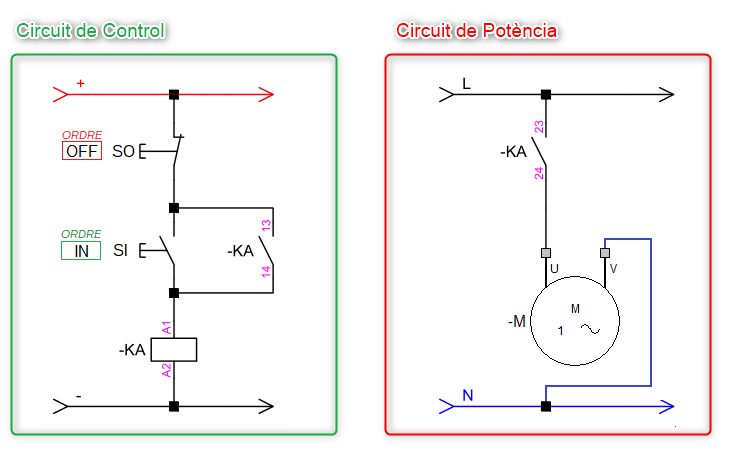 Circuit de Control
+
ORDRE
OFF SO
13
ORDRE
IN SI
-KA
14
A1
-KA
A2
-
Circuit de Potència
L
23
-KA
24
U V
M
-M
1
N